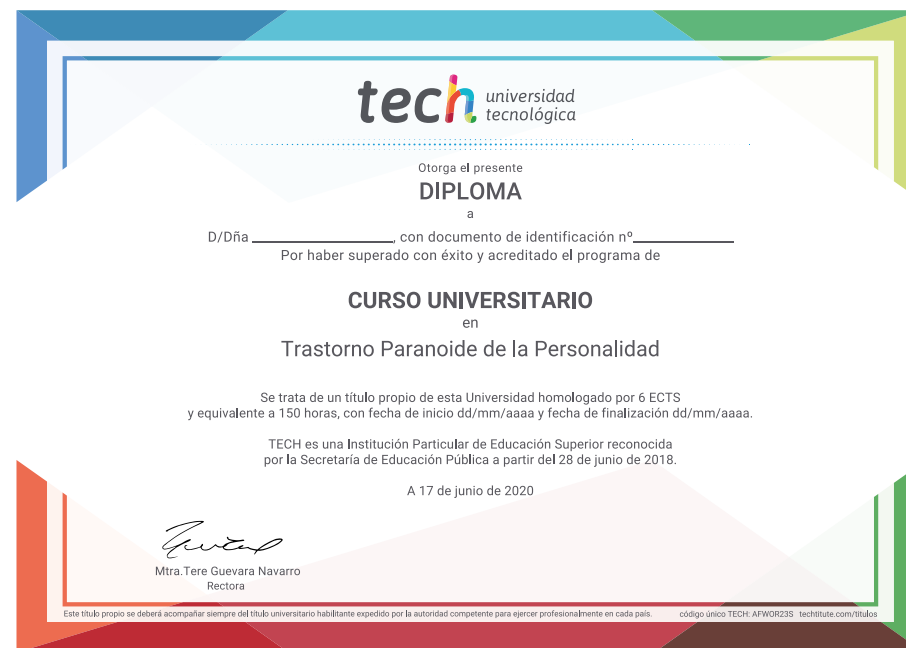 tech universidad
tecnológica
Otorga el presente
DIPLOMA
a
D/Dña ________________, con documento de identificación nº____________
Por haber superado con éxito y acreditado el programa de
CURSO UNIVERSITARIO
en
Trastorno Paranoide de la Personalidad
Se trata de un título propio de esta Universidad homologado por 6 ECTS
y equivalente a 150 horas, con fecha de inicio dd/mm/aaaa y fecha de finalización dd/mm/aaaa.
TECH es una Institución Particular de Educación Superior reconocida
por la Secretaría de Educación Pública a partir del 28 de junio de 2018.
A 17 de junio de 2020
Mtra.Tere Guevara Navarro
Rectora
Este título propio se deberá acompañar siempre del título universitario habilitante expedido por la autoridad competente para ejercer profesionalmente en cada país. código único TECH: AFWOR23S techtitute.com/titulos